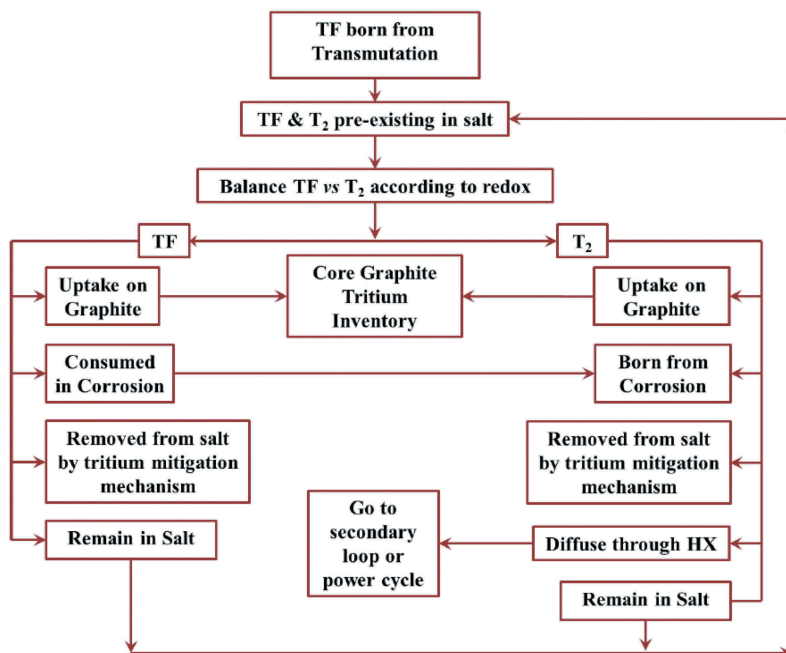 TF born from
Transmutation
TF & T₂ pre-existing in salt
Balance TF vs T₂ according to redox
TF
T₂
Uptake on
Graphite
Core Graphite
Tritium
Inventory
Uptake on
Graphite
Consumed
in Corrosion
Born from
Corrosion
Removed from salt
by tritium mitigation
mechanism
Removed from salt
by tritium mitigation
mechanism
Go to
secondary
loop or
power cycle
Remain in Salt
Diffuse through HX
Remain in Salt